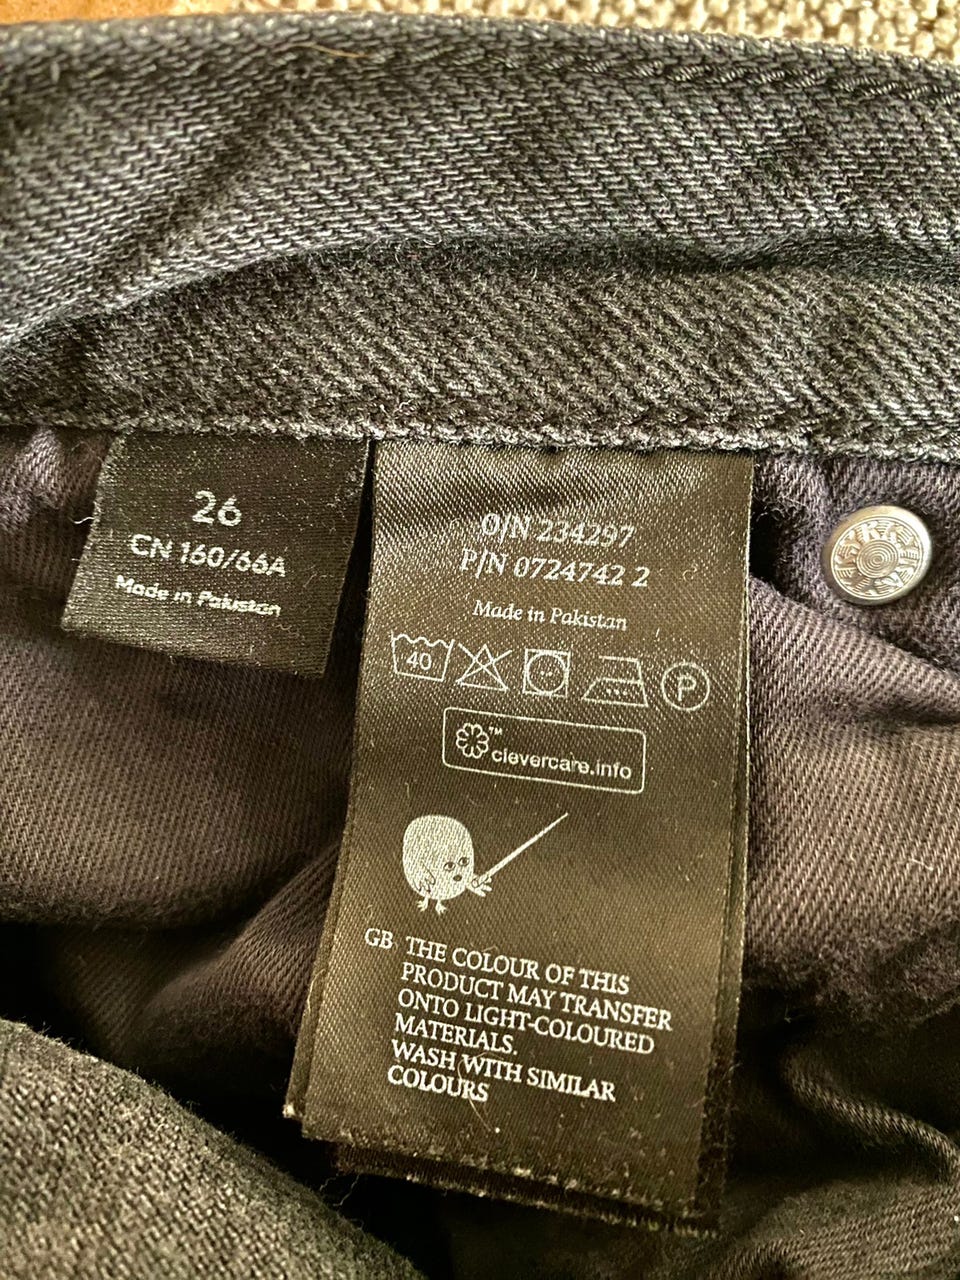 26
CN 160/66A
Made in Pakistan
O/N 234297
P/N 0724742 2
Made in Pakistan
40
P
™
clevercare.info
GB THE COLOUR OF THIS
PRODUCT MAY TRANSFER
ONTO LIGHT-COLOURED
MATERIALS.
WASH WITH SIMILAR
COLOURS